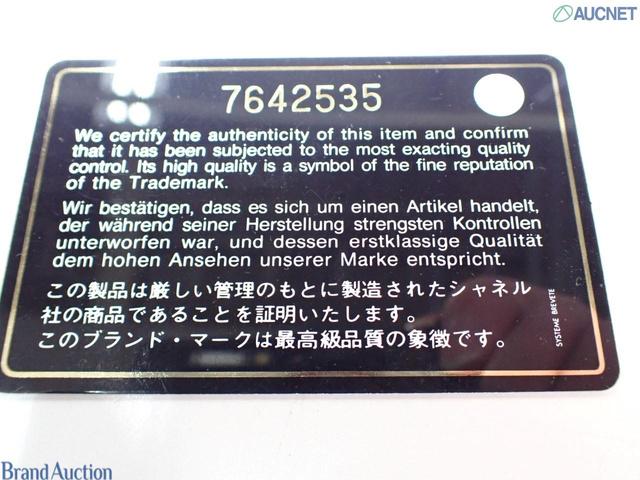 AUCNET
7642535
We certify the authenticity of this item and confirm
that it has been subjected to the most exacting quality
control. Its high quality is a symbol of the fine reputation
of the Trademark.
Wir bestätigen, dass es sich um einen Artikel handelt,
der während seiner Herstellung strengsten Kontrollen
unterworfen war, und dessen erstklassige Qualität
dem hohen Ansehen unserer Marke entspricht.
この製品は厳しい管理のもとに製造されたシャネル
社の商品であることを証明いたします。
このブランド・マークは最高級品質の象徴です。
SYSTEME BREVETE
Brand Auction